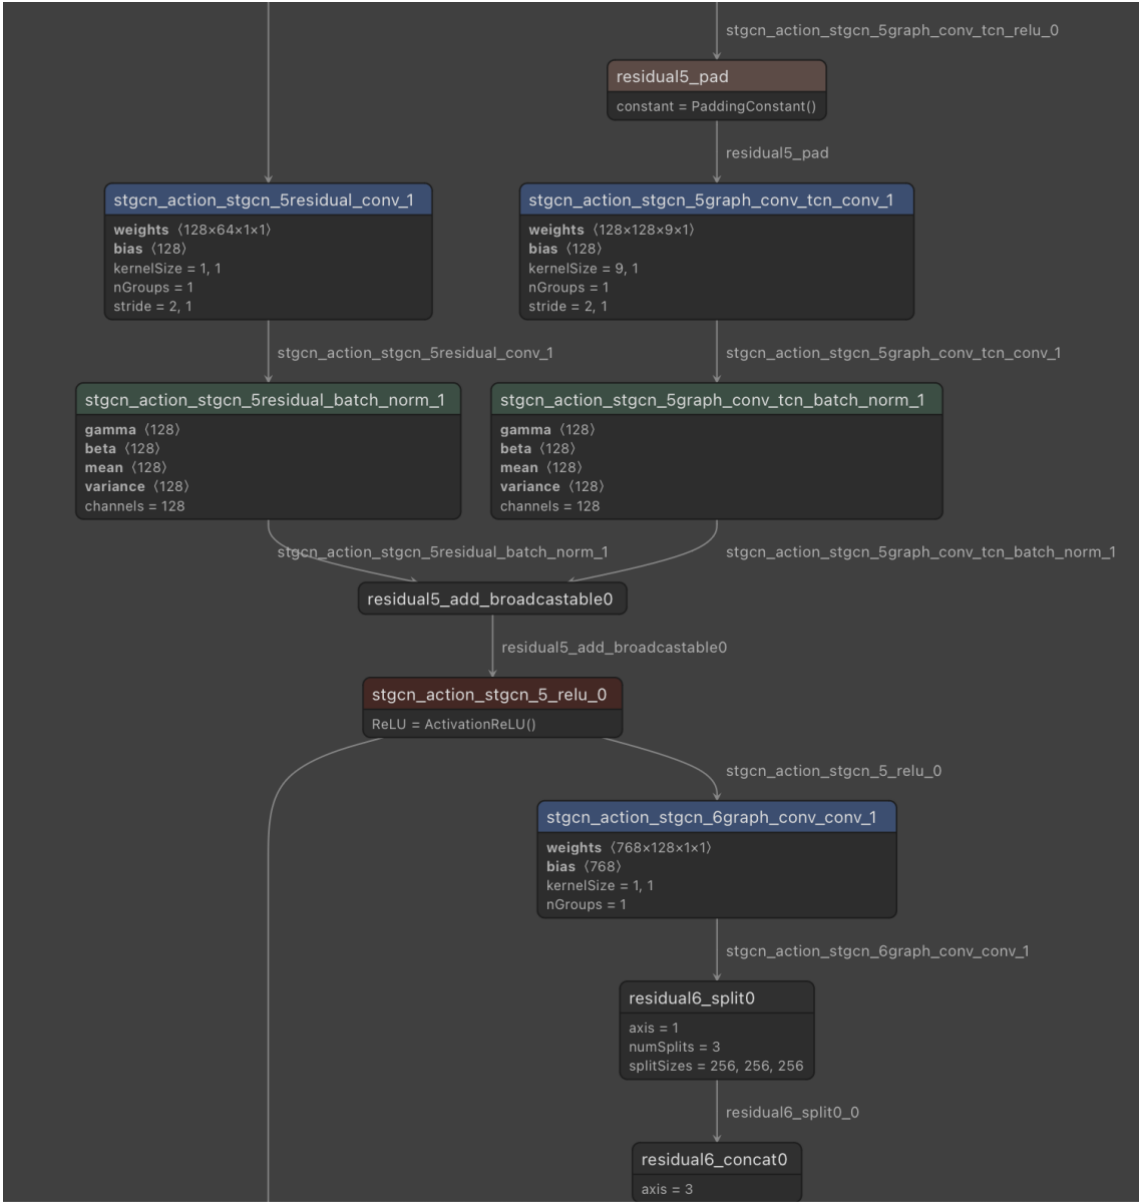 stgcn_action_stgcn_5graph_conv_tcn_relu_0
residual5_pad
constant = PaddingConstant()
residual5_pad
stgcn_action_stgcn_5residual_conv_1
weights 〈128×64×1×1〉
bias 〈128〉
kernelSize = 1, 1
nGroups = 1
stride = 2, 1
stgcn_action_stgcn_5graph_conv_tcn_conv_1
weights 〈128×128×9×1〉
bias 〈128〉
kernelSize = 9, 1
nGroups = 1
stride = 2, 1
stgcn_action_stgcn_5residual_conv_1
stgcn_action_stgcn_5graph_conv_tcn_conv_1
stgcn_action_stgcn_5residual_batch_norm_1
gamma 〈128〉
beta 〈128〉
mean 〈128〉
variance 〈128〉
channels = 128
stgcn_action_stgcn_5graph_conv_tcn_batch_norm_1
gamma 〈128〉
beta 〈128〉
mean 〈128〉
variance 〈128〉
channels = 128
stgcn_action_stgcn_5residual_batch_norm_1
stgcn_action_stgcn_5graph_conv_tcn_batch_norm_1
residual5_add_broadcastable0
residual5_add_broadcastable0
stgcn_action_stgcn_5_relu_0
ReLU = ActivationReLU()
stgcn_action_stgcn_5_relu_0
stgcn_action_stgcn_6graph_conv_conv_1
weights 〈768×128×1×1〉
bias 〈768〉
kernelSize = 1, 1
nGroups = 1
stgcn_action_stgcn_6graph_conv_conv_1
residual6_split0
axis = 1
numSplits = 3
splitSizes = 256, 256, 256
residual6_split0_0
residual6_concat0
axis = 3